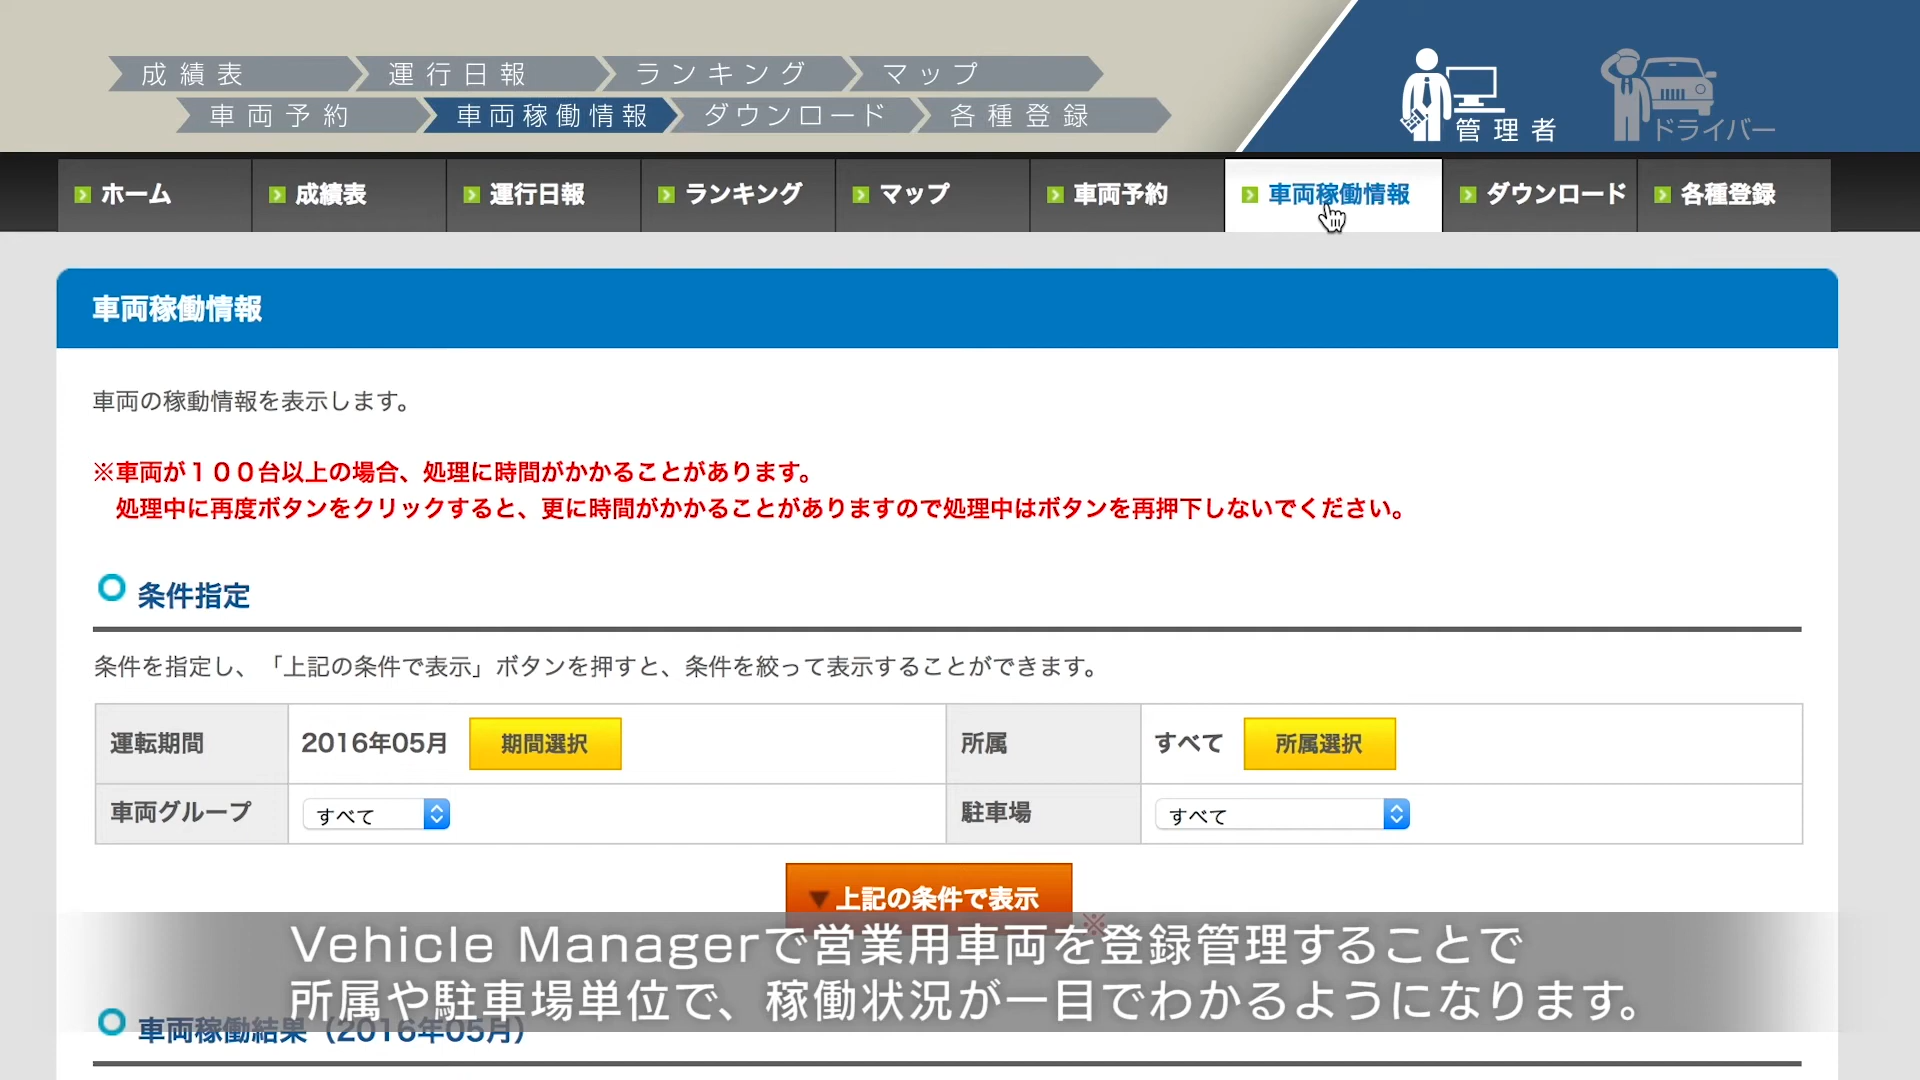 成績表 運行日報 ランキング マップ
車両予約 車両稼働情報 ダウンロード 各種登録
管理者 ドライバー
ホーム 成績表 運行日報 ランキング マップ 車両予約 車両稼働情報 ダウンロード 各種登録
車両稼働情報
車両の稼動情報を表示します。
※車両が１００台以上の場合、処理に時間がかかることがあります。
処理中に再度ボタンをクリックすると、更に時間がかかることがありますので処理中はボタンを再押下しないでください。
条件指定
条件を指定し、「上記の条件で表示」ボタンを押すと、条件を絞って表示することができます。
運転期間 2016年05月 期間選択 所属 すべて 所属選択
車両グループ すべて 駐車場 すべて
▼上記の条件で表示
※
Vehicle Managerで営業用車両を登録管理することで
所属や駐車場単位で、稼働状況が一目でわかるようになります。
車両稼働結果（2016年05月）